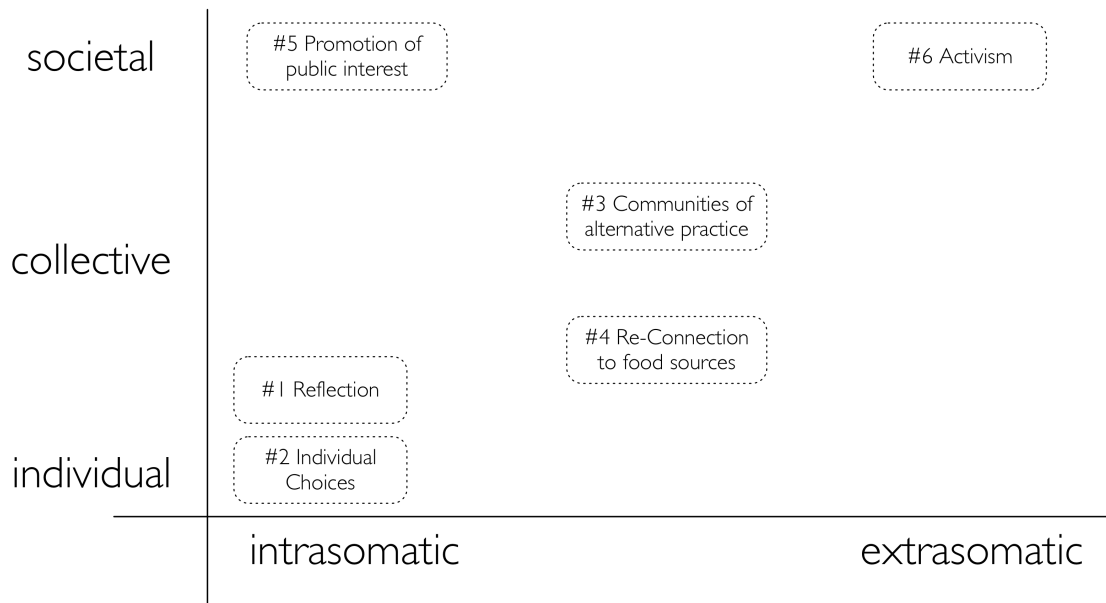 societal
#5 Promotion of
public interest
#6 Activism
#3 Communities of
alternative practice
collective
#4 Re-Connection
to food sources
#1 Reflection
#2 Individual
Choices
individual
intrasomatic
extrasomatic